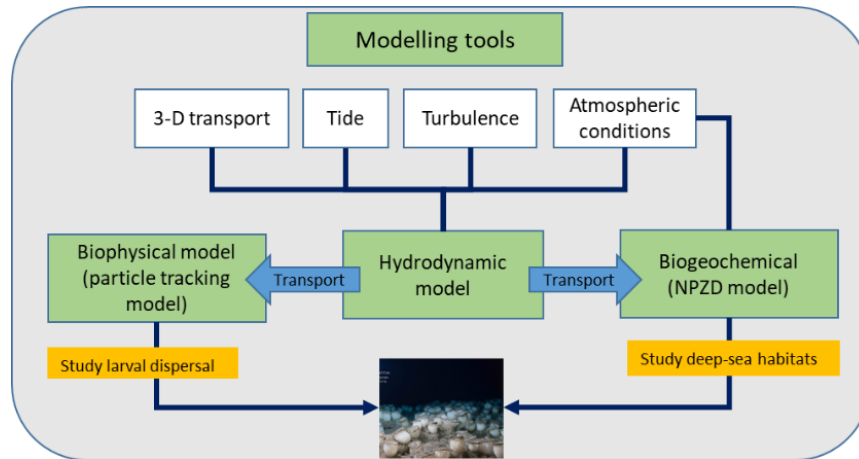 Modelling tools
3-D transport
Tide
Turbulence
Atmospheric
conditions
Biophysical model
(particle tracking
model)
Transport
Hydrodynamic
model
Transport
Biogeochemical
(NPZD model)
Study larval dispersal
Study deep-sea habitats